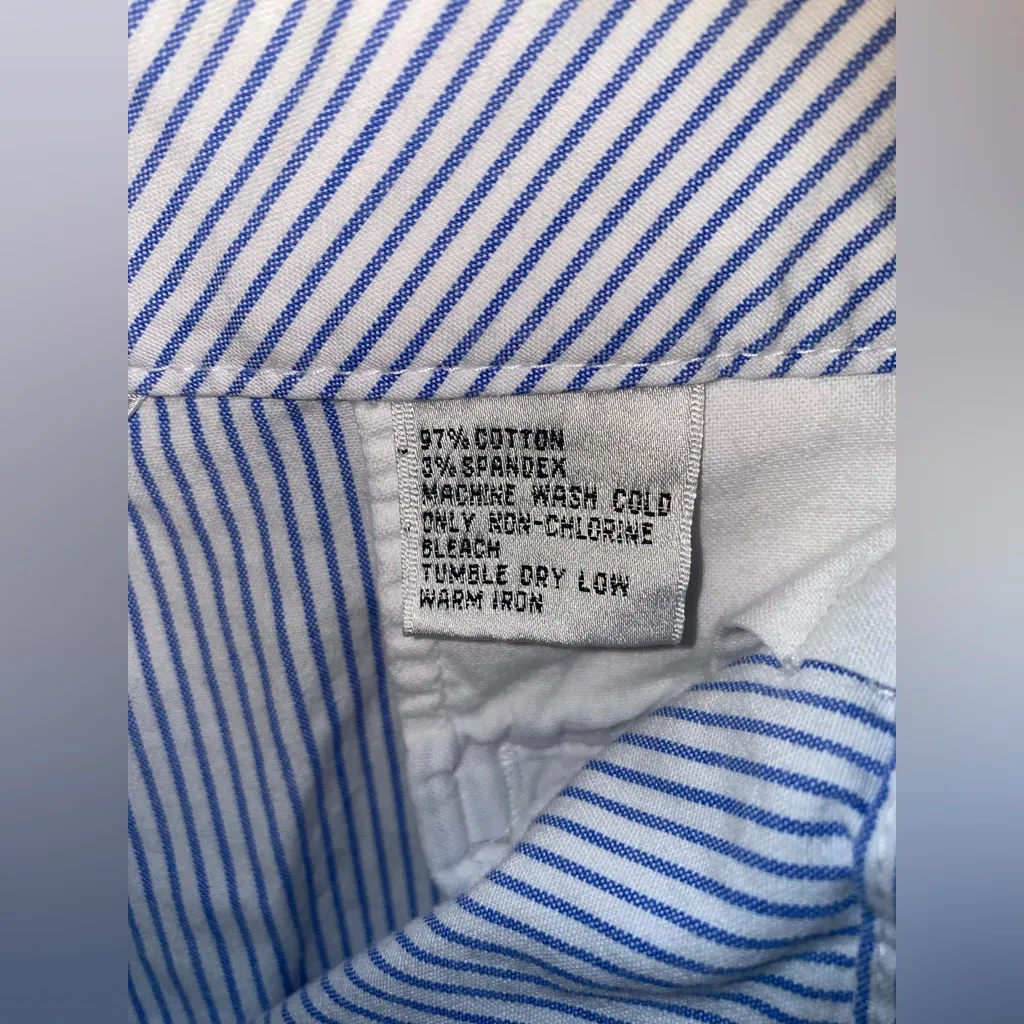 97% COTTON
3% SPANDEX
MACHINE WASH COLD
ONLY NON-CHLORINE
BLEACH
TUMBLE DRY LOW
WARM IRON